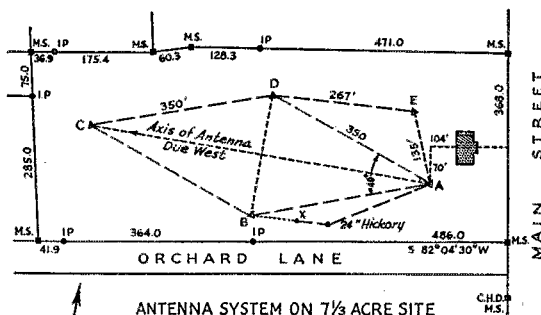 M.S.
36.9
IP
175.4
M.S.
60.3
M.S.
128.3
IP
471.0
M.S.
75.0
I.P.
285.0
C
350'
D
267'
E
Axis of Antenna
Due West
350
135'
104'
70'
40°
A
B
X
24" Hickory
368.0
MAIN STREET
M.S.
41.9
IP
364.0
IP
486.0
S 82° 04' 30" W
M.S.
ORCHARD LANE
C.H.D.
M.S.
ANTENNA SYSTEM ON 7⅓ ACRE SITE